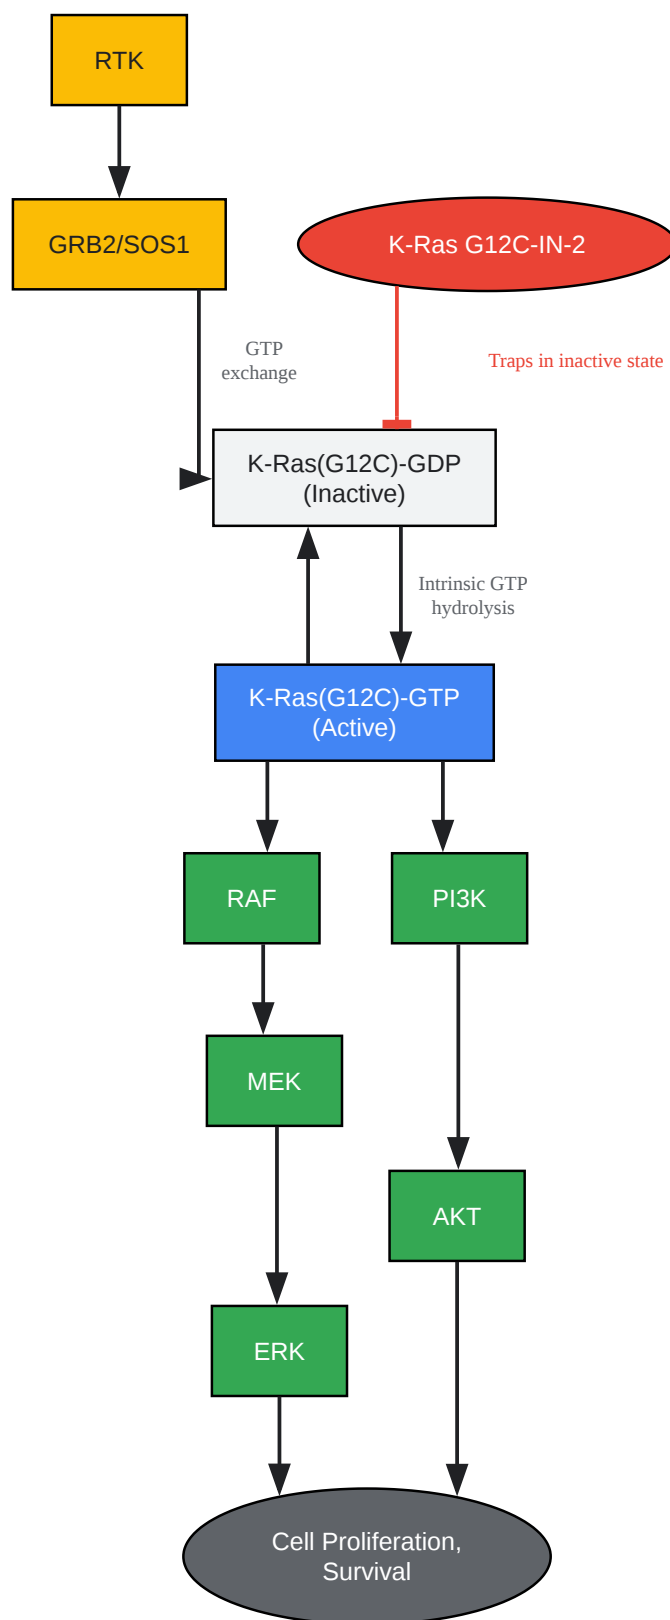 RTK
GRB2/SOS1
K-Ras G12C-IN-2
GTP
exchange
Traps in inactive state
K-Ras(G12C)-GDP
(Inactive)
Intrinsic GTP
hydrolysis
K-Ras(G12C)-GTP
(Active)
RAF
PI3K
MEK
AKT
ERK
Cell Proliferation,
Survival